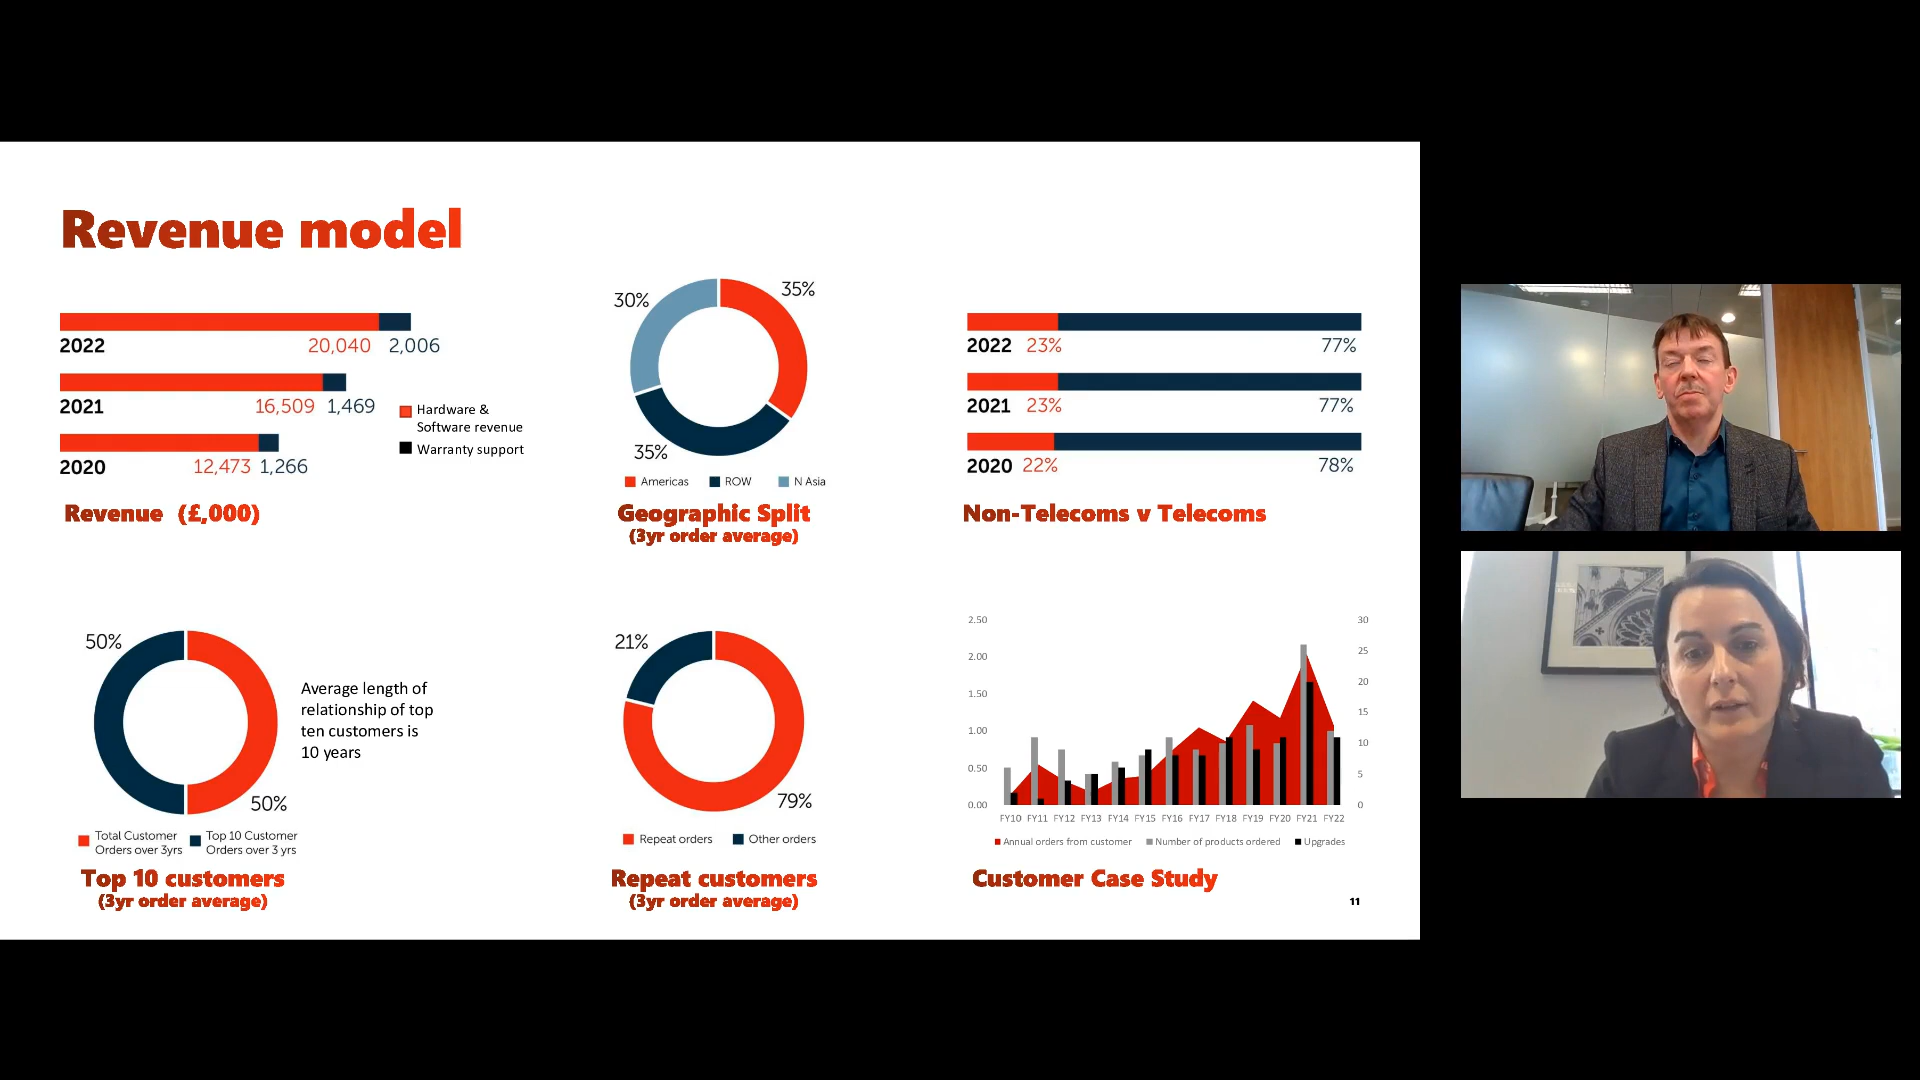 Revenue model
2022 20,040 2,006
2021 16,509 1,469
2020 12,473 1,266
Hardware &
Software revenue
Warranty support
Revenue (£,000)
30% 35%
35%
Americas ROW N Asia
Geographic Split
(3yr order average)
2022 23% 77%
2021 23% 77%
2020 22% 78%
Non-Telecoms v Telecoms
50%
50%
Average length of
relationship of top
ten customers is
10 years
Total Customer
Orders over 3yrs
Top 10 Customer
Orders over 3 yrs
Top 10 customers
(3yr order average)
21%
79%
Repeat orders Other orders
Repeat customers
(3yr order average)
2.50 30
2.00 25
1.50 20
1.00 15
0.50 10
0.00 5
0
FY10 FY11 FY12 FY13 FY14 FY15 FY16 FY17 FY18 FY19 FY20 FY21 FY22
Annual orders from customer Number of products ordered Upgrades
Customer Case Study
11